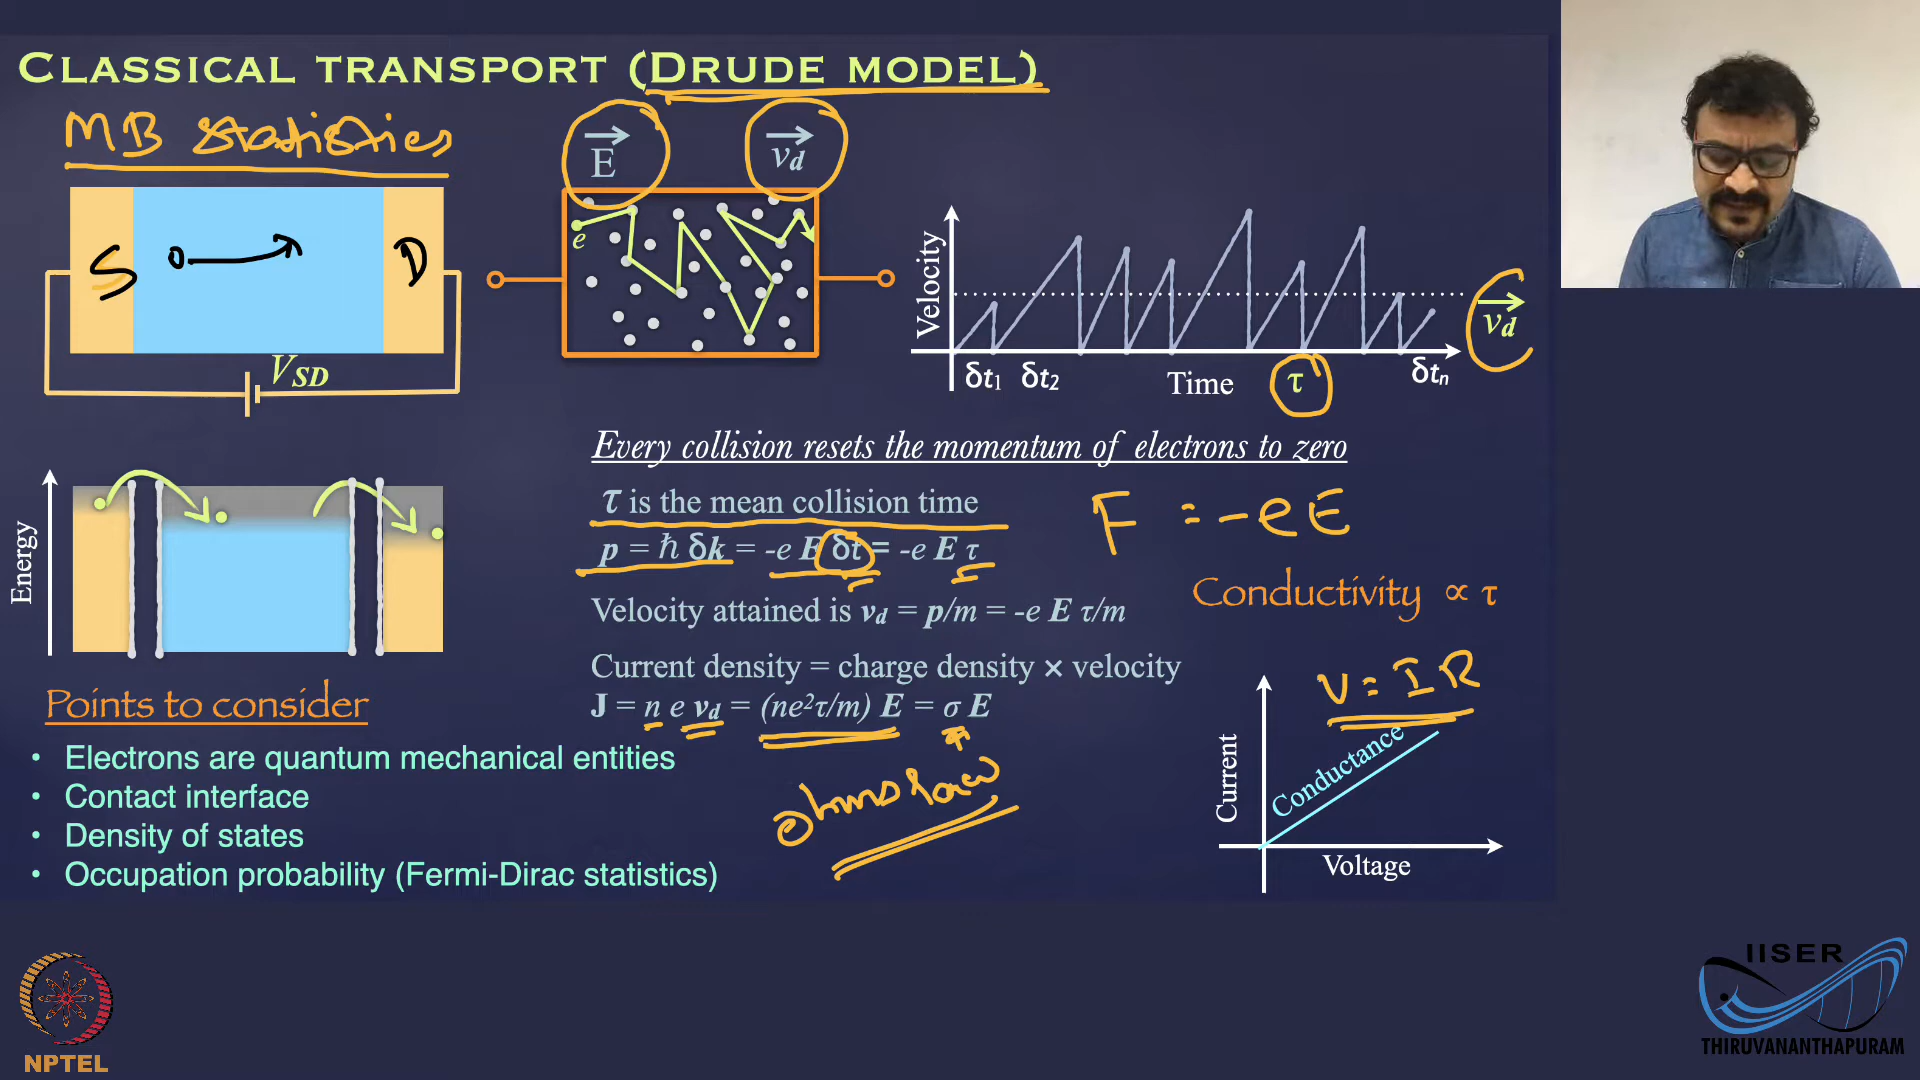 CLASSICAL TRANSPORT (DRUDE MODEL)
MB statistics
E
vd
e
S
D
VSD
Velocity
vd
δt1 δt2
Time
τ
δtn
Every collision resets the momentum of electrons to zero
τ is the mean collision time
p = ħ δk = -e E δt = -e E τ
F = -eE
Velocity attained is vd = p/m = -e E τ/m
Conductivity ∝ τ
Current density = charge density × velocity
J = n e vd = (ne²τ/m) E = σ E
ohms law
V = IR
Conductance
Current
Voltage
Energy
Points to consider
• Electrons are quantum mechanical entities
• Contact interface
• Density of states
• Occupation probability (Fermi-Dirac statistics)
NPTEL
IISER
THIRUVANANTHAPURAM